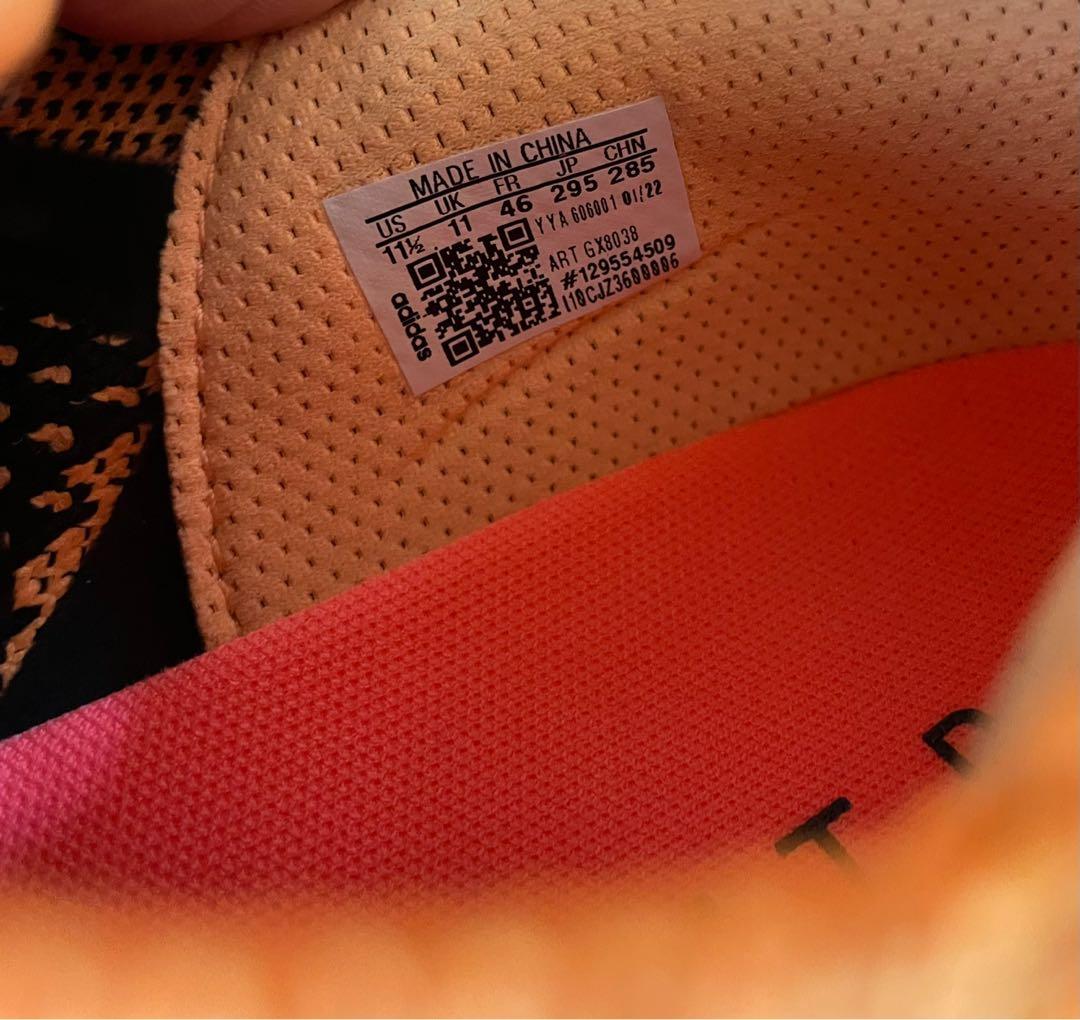 MADE IN CHINA
US UK FR JP CHN
11½ 11 46 295 285
YYA 606001 01/22
ART GX8038
#129554509
I10CJZ3600006
adidas
T